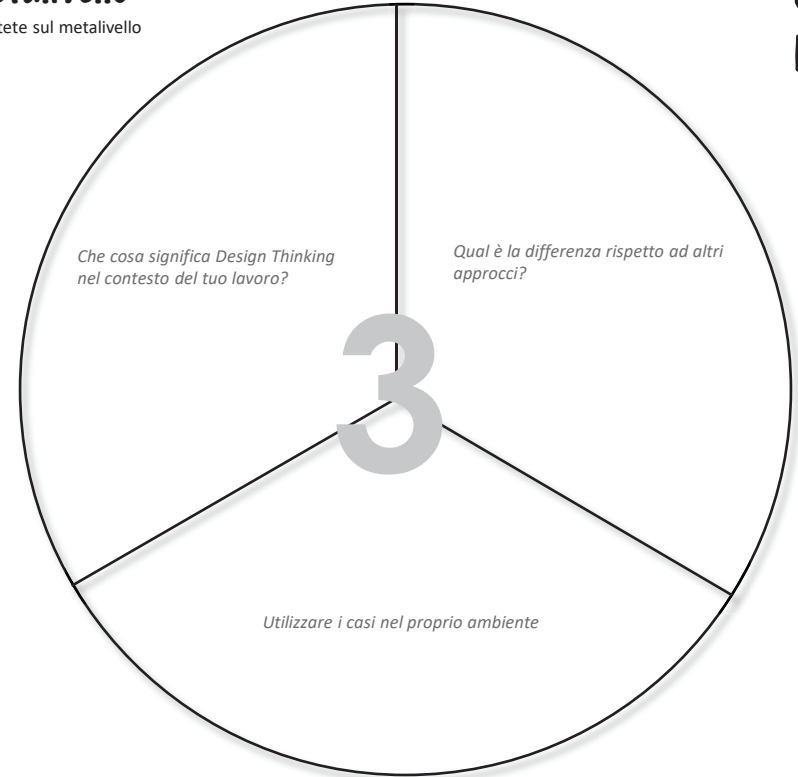 tete sul metalivello
Che cosa significa Design Thinking
nel contesto del tuo lavoro?
Qual è la differenza rispetto ad altri
approcci?
3
Utilizzare i casi nel proprio ambiente